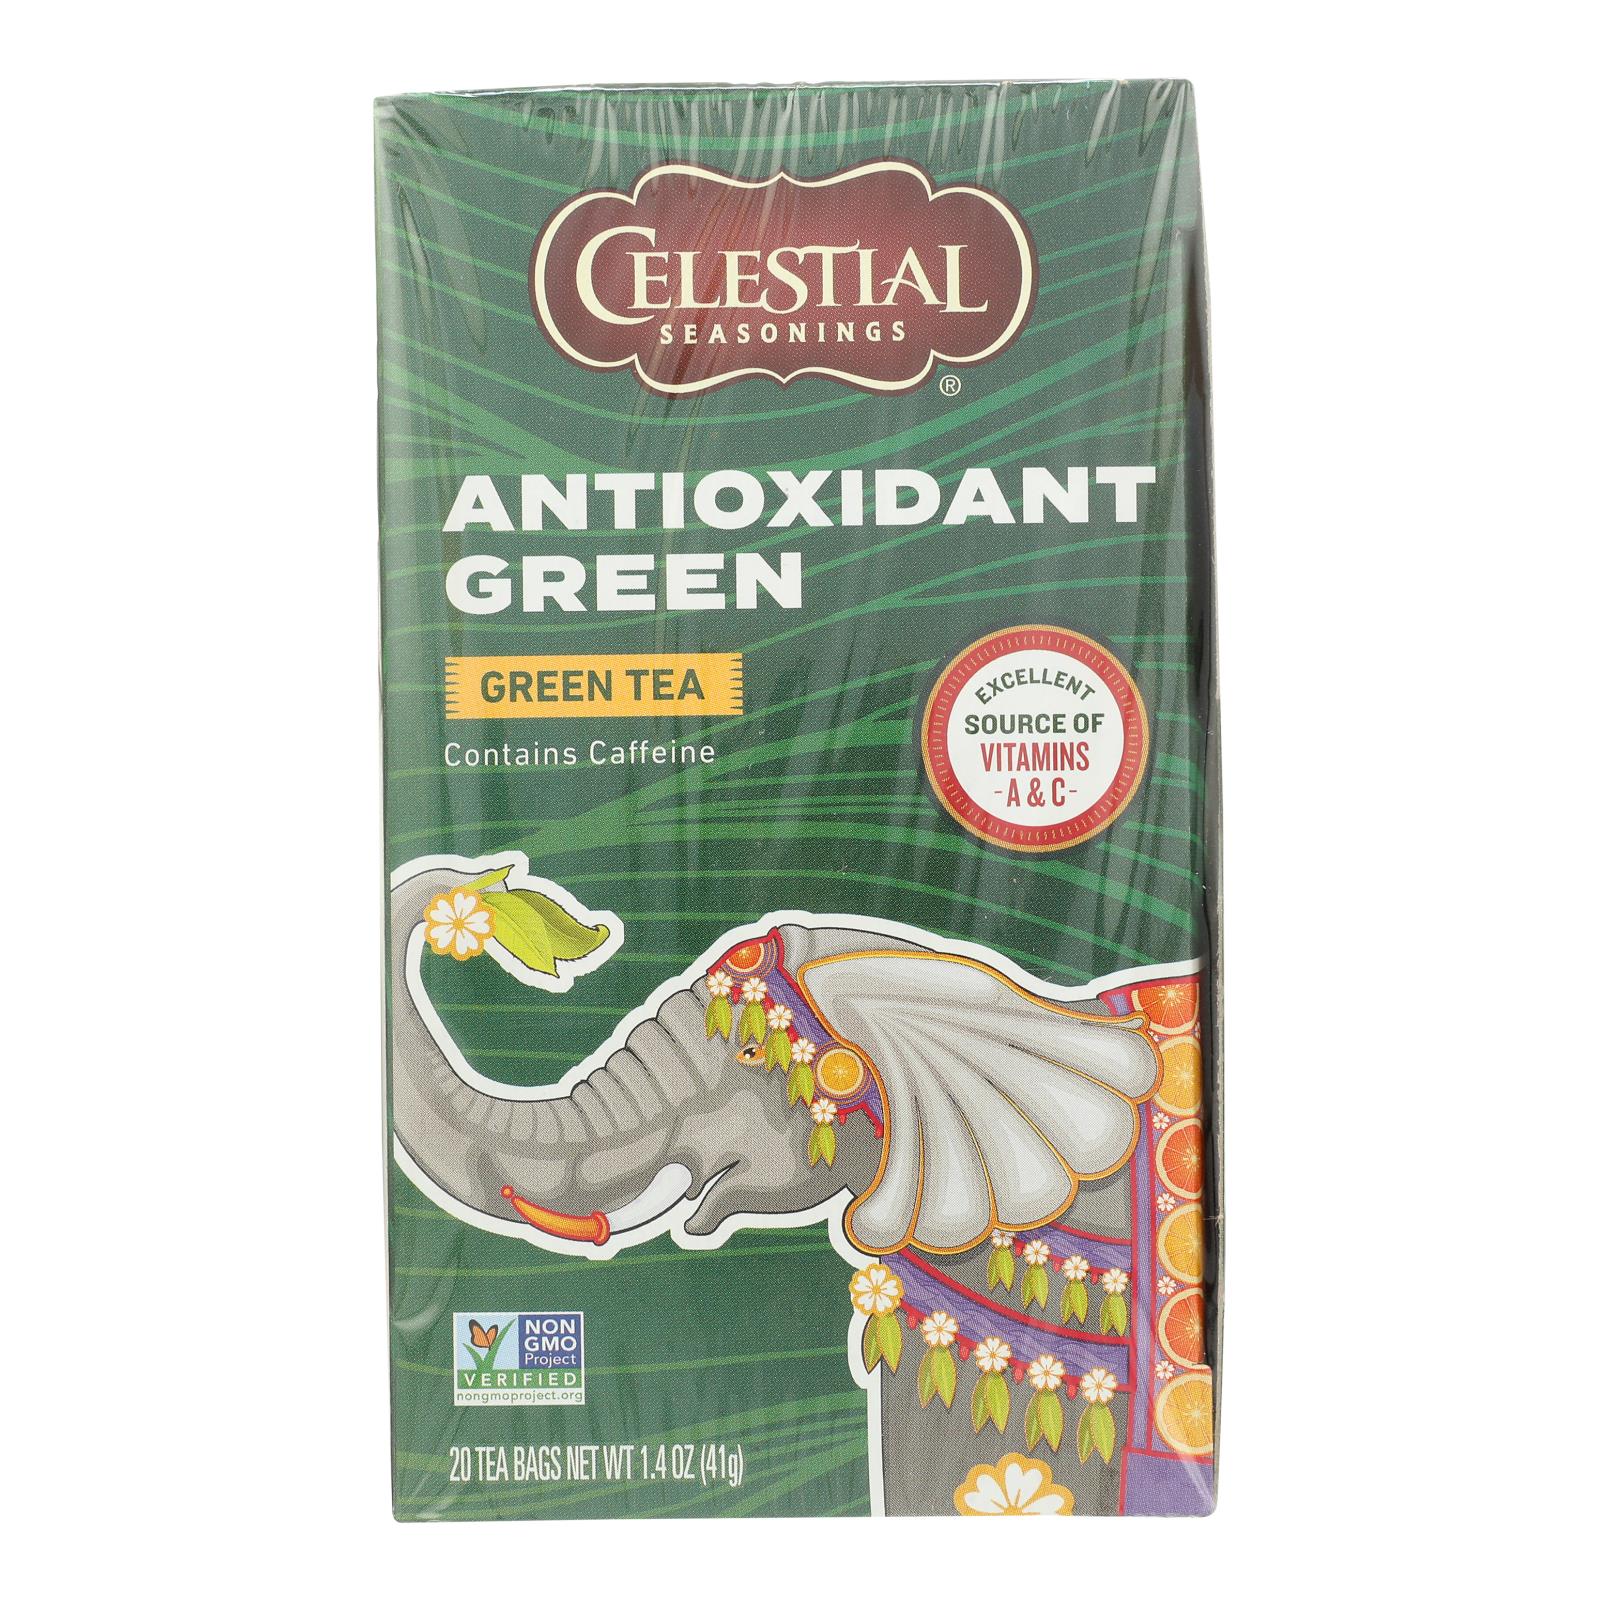 CELESTIAL
SEASONINGS
®
ANTIOXIDANT
GREEN
GREEN TEA
Contains Caffeine
EXCELLENT
SOURCE OF
VITAMINS
-A & C-
NON
GMO
Project
VERIFIED
nongmoproject.org
20 TEA BAGS NET WT 1.4 OZ (41g)